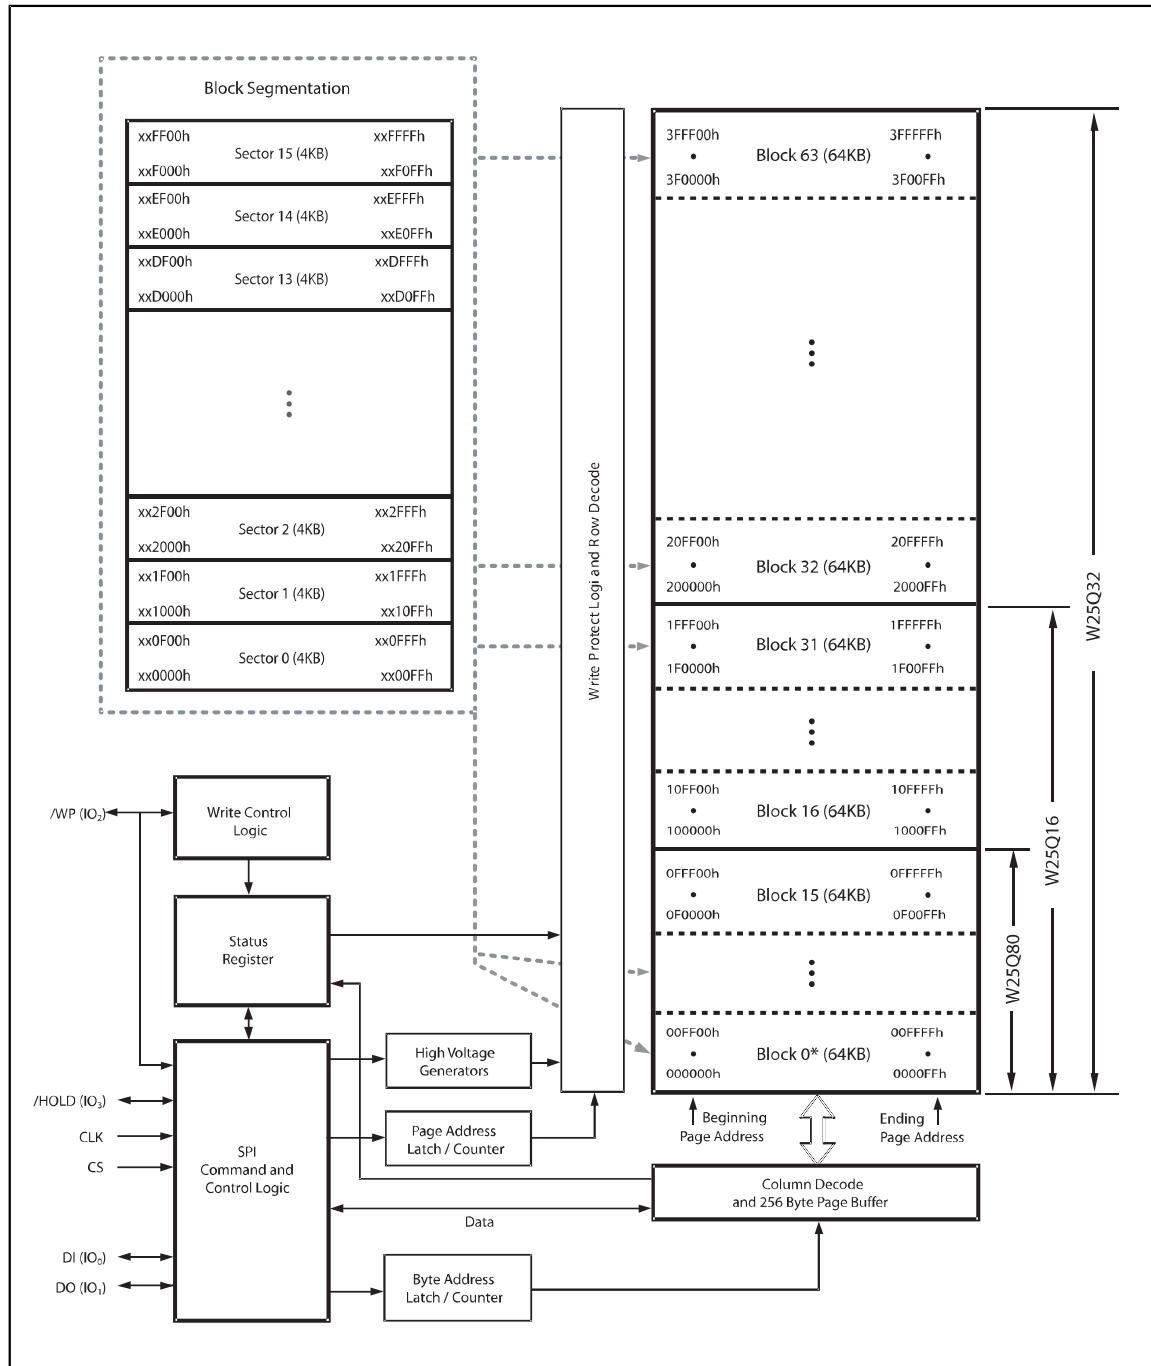 Block Segmentation
xxFF00h xxFFFFh
Sector 15 (4KB)
xxF000h xxF0FFh
xxEF00h xxEFFFh
Sector 14 (4KB)
xxE000h xxE0FFh
xxDF00h xxDFFFh
Sector 13 (4KB)
xxD000h xxD0FFh
xx2F00h xx2FFFh
Sector 2 (4KB)
xx2000h xx20FFh
xx1F00h xx1FFFh
Sector 1 (4KB)
xx1000h xx10FFh
xx0F00h xx0FFFh
Sector 0 (4KB)
xx0000h xx00FFh
Write Protect Logi and Row Decode
3FFF00h 3FFFFFh
Block 63 (64KB)
3F0000h 3F00FFh
20FF00h 20FFFFh
Block 32 (64KB)
200000h 2000FFh
1FFF00h 1FFFFFh
Block 31 (64KB)
1F0000h 1F00FFh
10FF00h 10FFFFh
Block 16 (64KB)
100000h 1000FFh
0FFF00h 0FFFFFh
Block 15 (64KB)
0F0000h 0F00FFh
00FF00h 00FFFFh
Block 0* (64KB)
000000h 0000FFh
W25Q32
W25Q16
W25Q80
Beginning
Page Address
Ending
Page Address
/WP (IO₂)
Write Control
Logic
Status
Register
High Voltage
Generators
/HOLD (IO₃)
CLK
CS
DI (IO₀)
DO (IO₁)
SPI
Command and
Control Logic
Page Address
Latch / Counter
Column Decode
and 256 Byte Page Buffer
Data
Byte Address
Latch / Counter